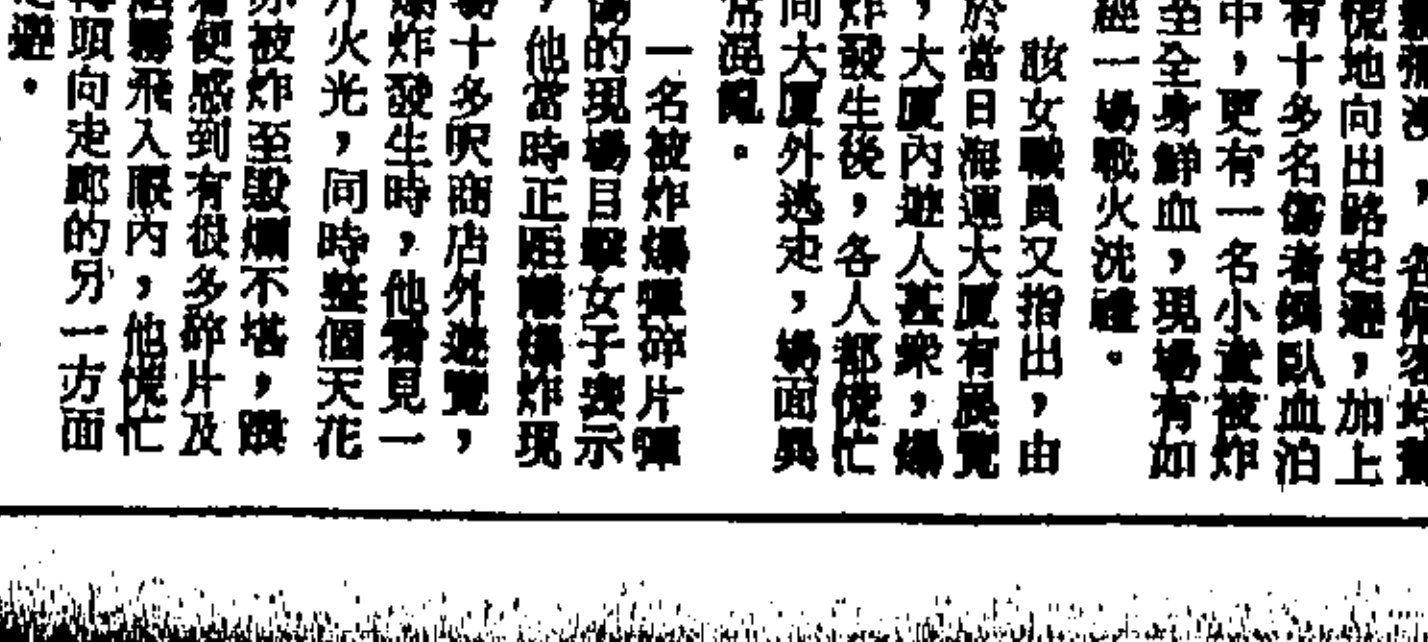 慌地向出路走避，加上
有十多名傷者倒臥血泊
中，更有一名小童被炸
至全身鮮血，現場有如
經一場戰火洗禮。
該女職員又指出，由
於當日海運大廈有展覽
，大廈內遊人甚衆，爆
炸發生後，各人都慌忙
向大廈外逃走，場面異
常混亂。
一名被炸爆彈碎片彈
傷的現場目擊女子表示
，他當時正距離爆炸現
場十多呎商店外遊覽，
爆炸發生時，他看見一
火光，同時整個天花
被炸至毀爛不堪，跟
着便感到有很多碎片及
煙霧飛入眼內，他慌忙
轉頭向走廊的另一方面
走避。